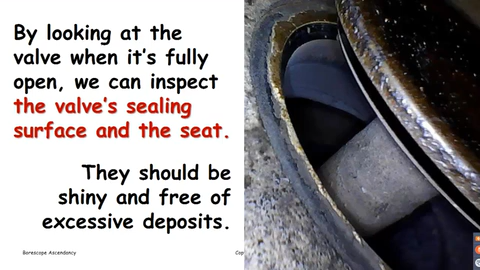 By looking at the
valve when it's fully
open, we can inspect
the valve's sealing
surface and the seat.
They should be
shiny and free of
excessive deposits.
Borescope Ascendancy
Cop